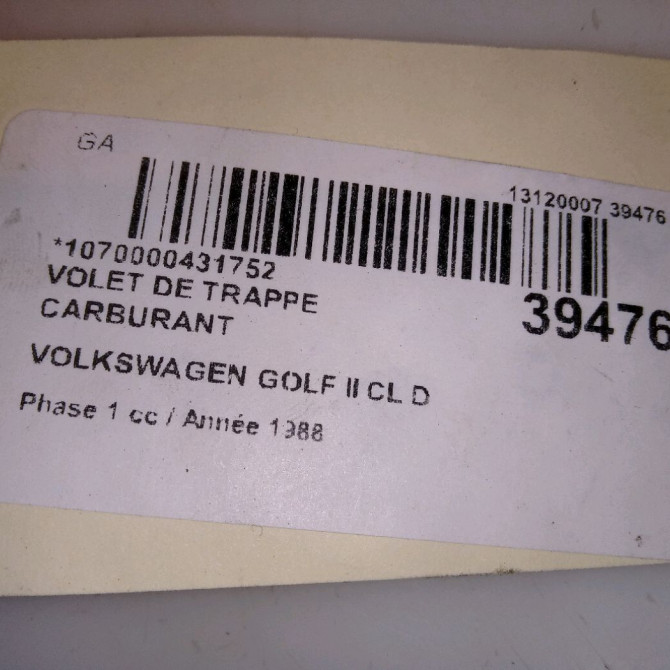 GA
13120007 39476
*1070000431752
39476
VOLET DE TRAPPE
CARBURANT
VOLKSWAGEN GOLF II CL D
Phase 1 cc / Année 1988